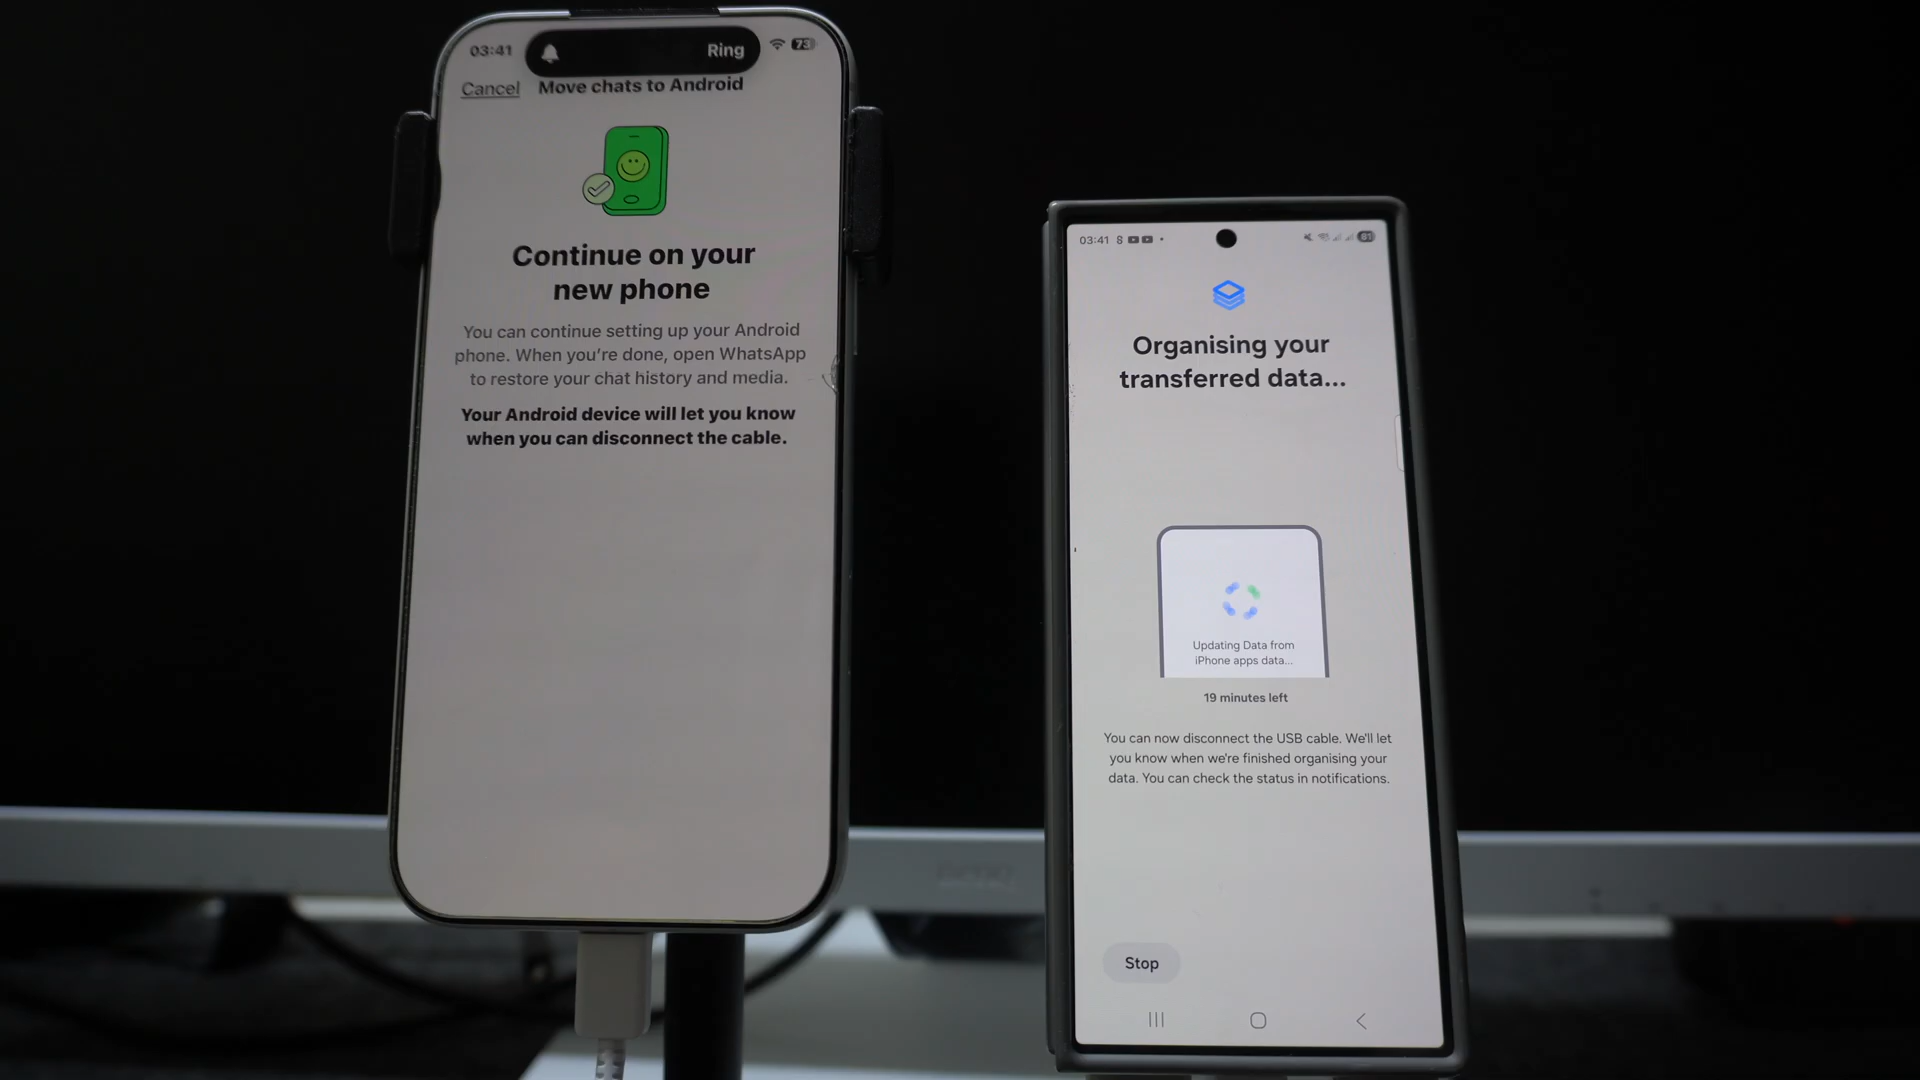 03:41
Ring
73
Cancel
Move chats to Android
Continue on your
new phone
You can continue setting up your Android
phone. When you're done, open WhatsApp
to restore your chat history and media.
Your Android device will let you know
when you can disconnect the cable.
03:41
81
Organising your
transferred data...
Updating Data from
iPhone apps data...
19 minutes left
You can now disconnect the USB cable. We'll let
you know when we're finished organising your
data. You can check the status in notifications.
Stop
BenQ